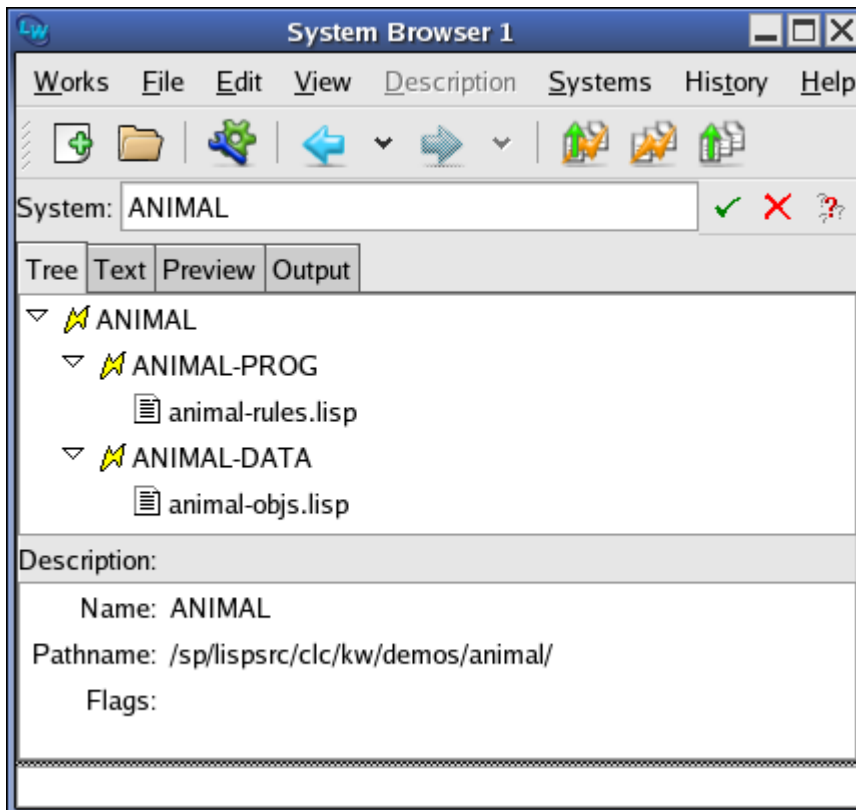 LW System Browser 1
Works File Edit View Description Systems History Help
System: ANIMAL
Tree Text Preview Output
ANIMAL
ANIMAL-PROG
animal-rules.lisp
ANIMAL-DATA
animal-objs.lisp
Description:
Name: ANIMAL
Pathname: /sp/lispsrc/clc/kw/demos/animal/
Flags: